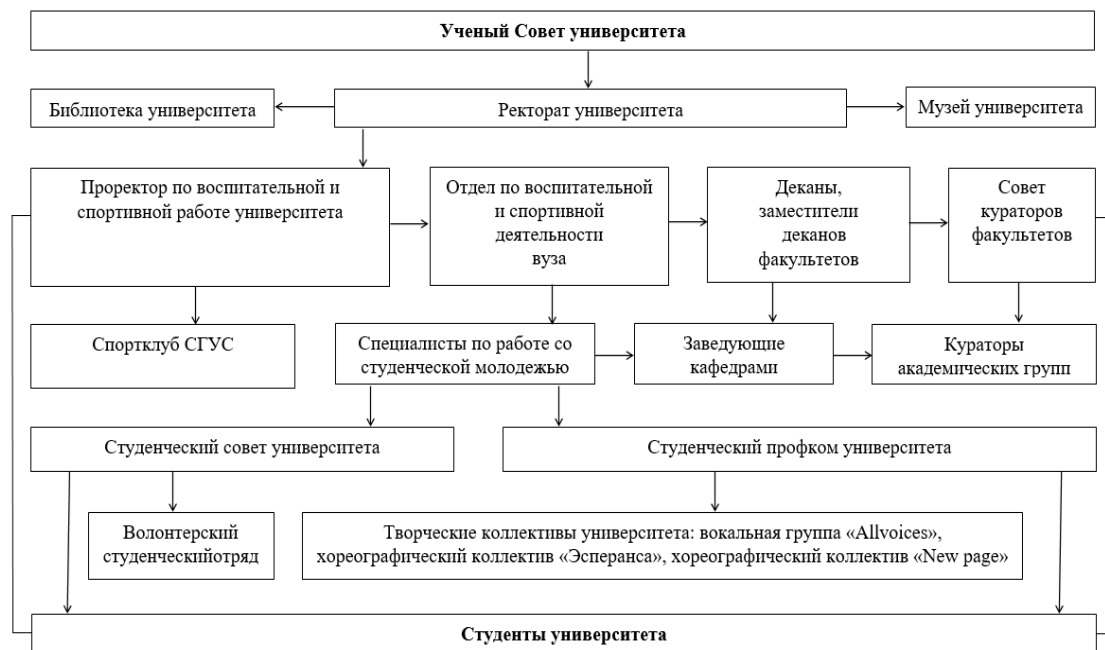 Ученый Совет университета
Библиотека университета
Ректорат университета
Музей университета
Проректор по воспитательной и
спортивной работе университета
Отдел по воспитательной
и спортивной
деятельности
вуза
Деканы,
заместители
деканов
факультетов
Совет
кураторов
факультетов
Спортклуб СГУС
Специалисты по работе со
студенческой молодежью
Заведующие
кафедрами
Кураторы
академических групп
Студенческий совет университета
Студенческий профком университета
Волонтерский
студенческийотряд
Творческие коллективы университета: вокальная группа «Allvoices»,
хореографический коллектив «Эсперанса», хореографический коллектив «New page»
Студенты университета